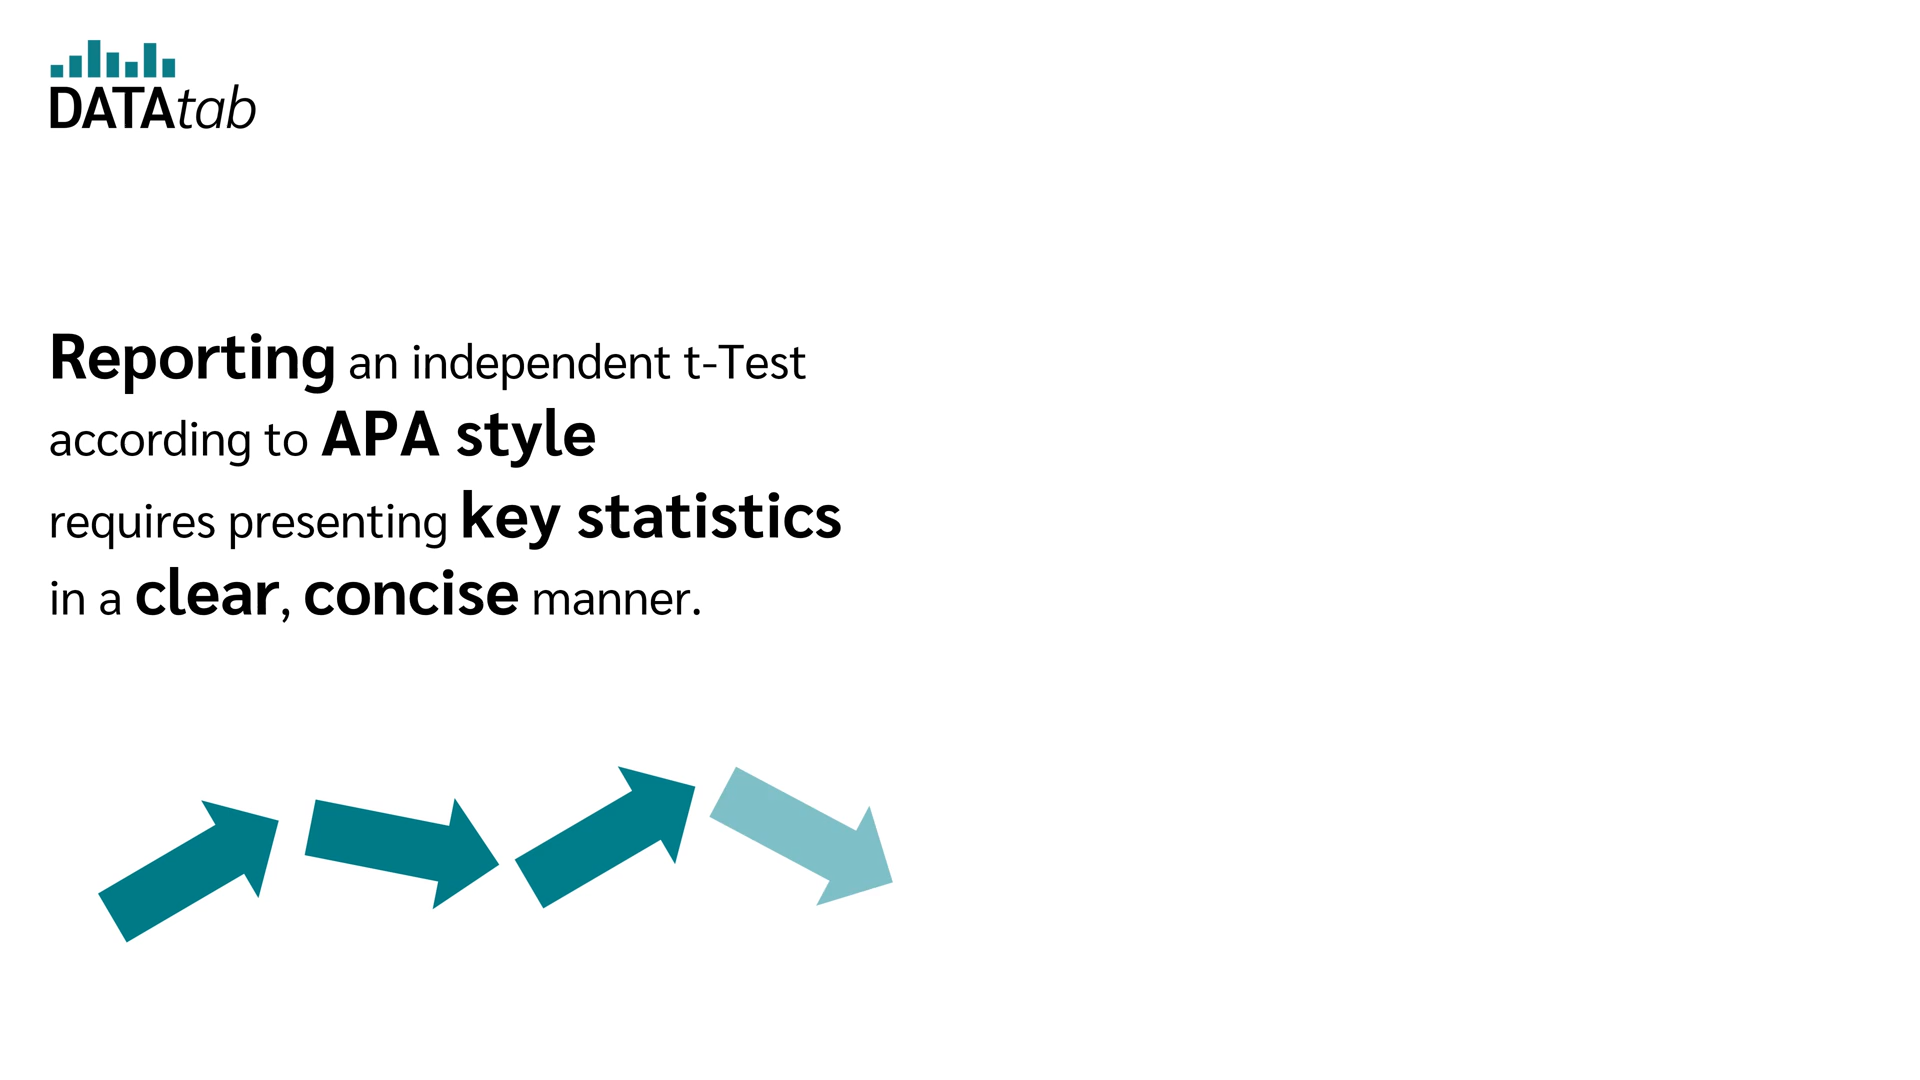 DATAtab
Reporting an independent t-Test
according to APA style
requires presenting key statistics
in a clear, concise manner.